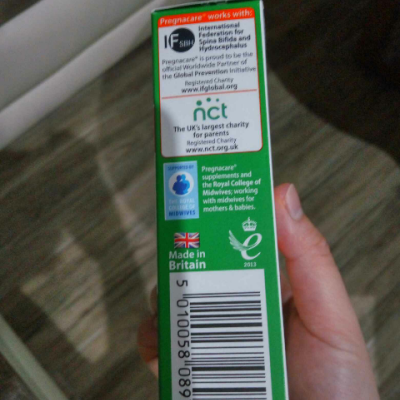 Pregnacare® works with:
IF
SBH
International
Federation for
Spina Bifida and
Hydrocephalus
Pregnacare® is proud to be the
official Worldwide Partner of
the Global Prevention Initiative
Registered Charity
www.ifglobal.org
nct
The UK's largest charity
for parents
Registered Charity
www.nct.org.uk
SUPPORTED BY
MIDWIVES
Pregnacare®
supplements and
the Royal College of
Midwives; working
with midwives for
mothers & babies.
Made in
Britain
e
2012
5 010058 089